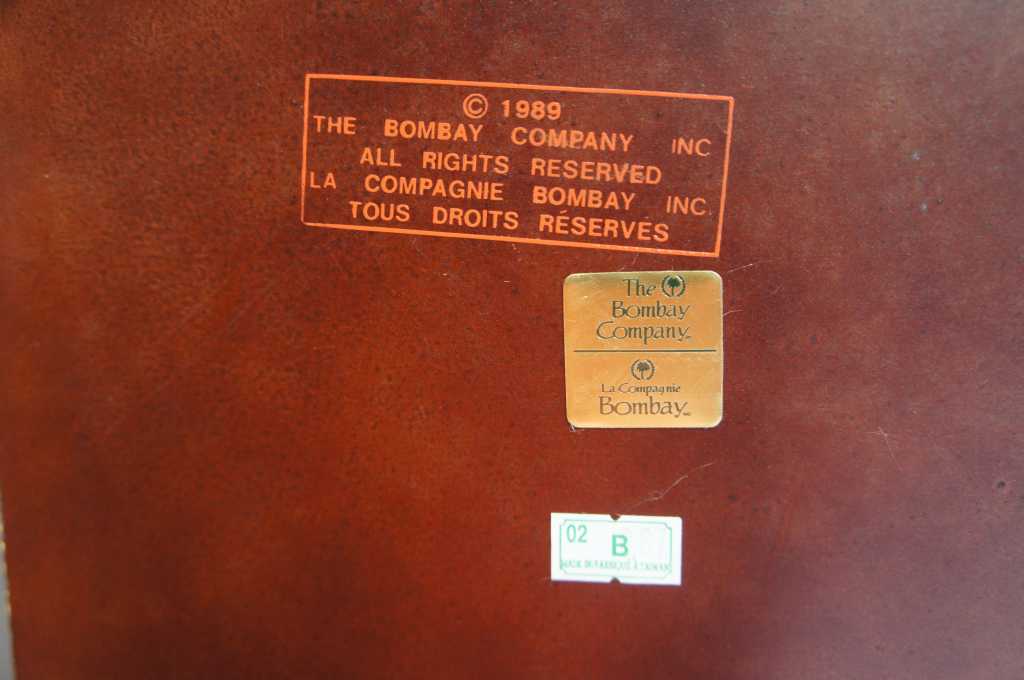 © 1989
THE BOMBAY COMPANY INC
ALL RIGHTS RESERVED
LA COMPAGNIE BOMBAY INC.
TOUS DROITS RÉSERVES
The
Bombay
Company
La Compagnie
Bombay
02
B